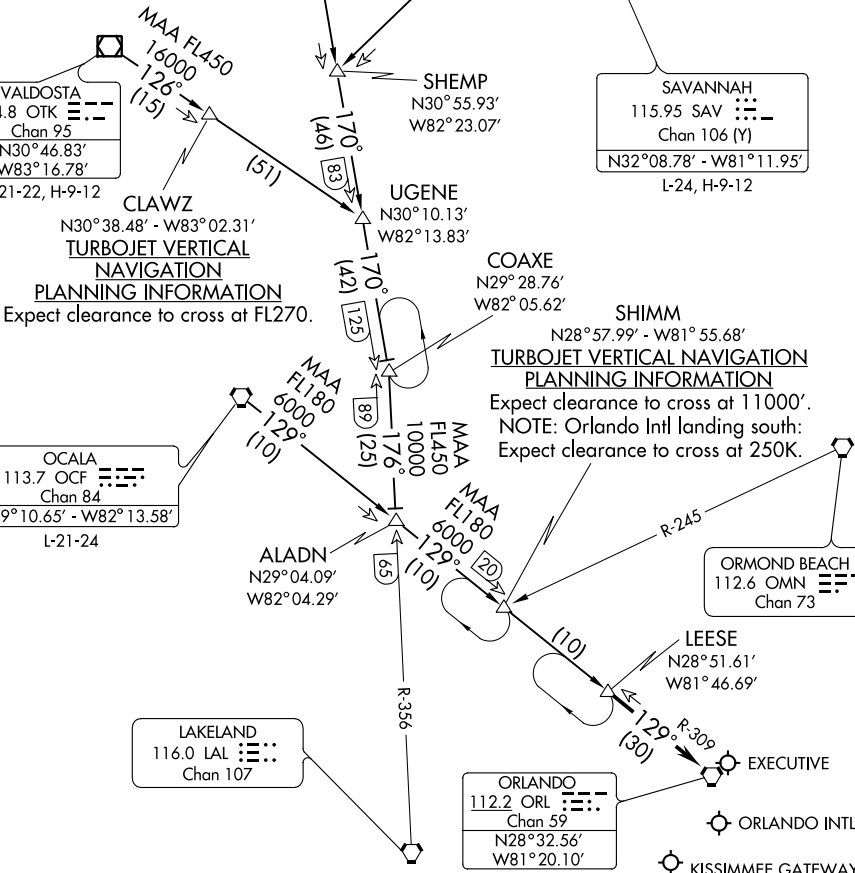 MAA FL450
16000
126°
(15)
VALDOSTA
OTK
Chan 95
N30°46.83'
W83°16.78'
21-22, H-9-12
CLAWZ
N30°38.48' - W83°02.31'
TURBOJET VERTICAL
NAVIGATION
PLANNING INFORMATION
Expect clearance to cross at FL270.
(51)
SHEMP
N30°55.93'
W82°23.07'
170°
(46)
83
SAVANNAH
115.95 SAV
Chan 106 (Y)
N32°08.78' - W81°11.95'
L-24, H-9-12
UGENE
N30°10.13'
W82°13.83'
170°
(42)
125
COAXE
N29°28.76'
W82°05.62'
SHIMM
N28°57.99' - W81°55.68'
TURBOJET VERTICAL NAVIGATION
PLANNING INFORMATION
Expect clearance to cross at 11000'.
NOTE: Orlando Intl landing south:
Expect clearance to cross at 250K.
MAA
FL180
6000
129°
(10)
89
(25)
176°
10000
FL450
MAA
OCALA
113.7 OCF
Chan 84
9°10.65' - W82°13.58'
L-21-24
ALADN
N29°04.09'
W82°04.29'
65
MAA
FL180
6000
129°
(10)
20
R-245
ORMOND BEACH
112.6 OMN
Chan 73
(10)
LEESE
N28°51.61'
W81°46.69'
R-356
LAKELAND
116.0 LAL
Chan 107
129°
(30)
R-309
ORLANDO
112.2 ORL
Chan 59
N28°32.56'
W81°20.10'
EXECUTIVE
ORLANDO INTL
KISSIMMEE GATEWAY